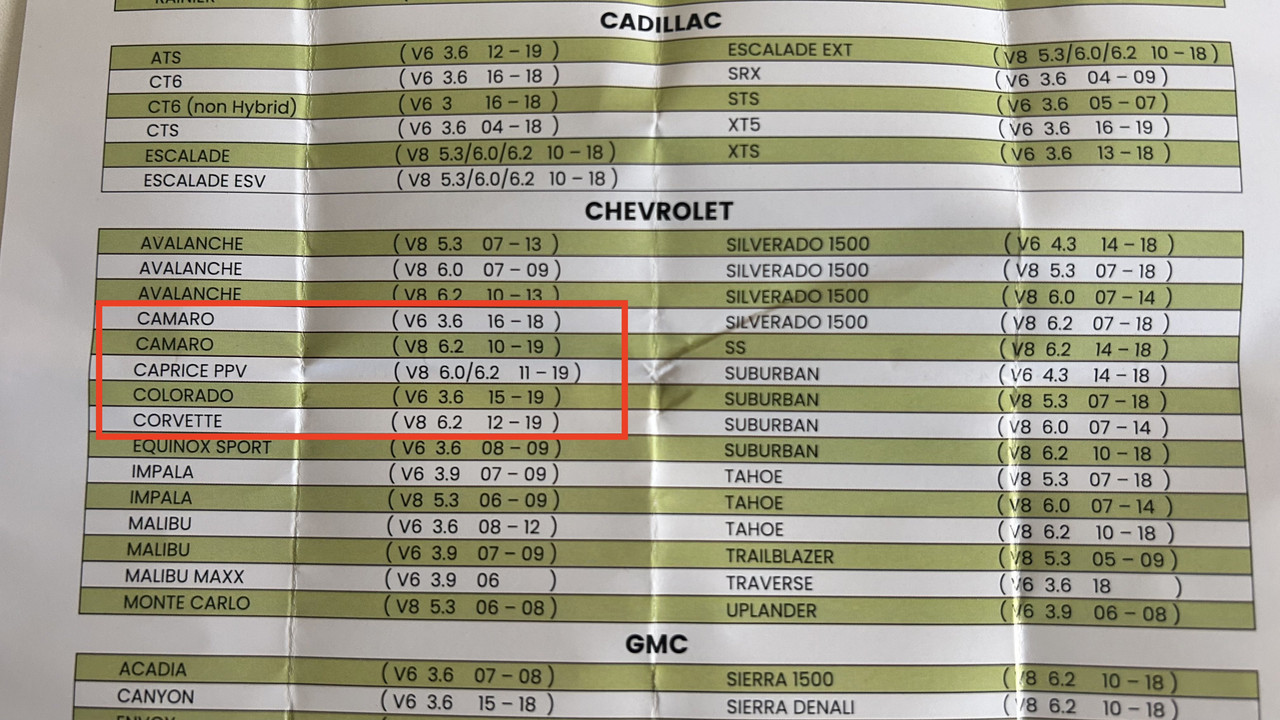 RAINIER
CADILLAC
ATS ( V6 3.6 12 – 19 ) ESCALADE EXT ( V8 5.3/6.0/6.2 10 – 18 )
CT6 ( V6 3.6 16 – 18 ) SRX ( V6 3.6 04 – 09 )
CT6 (non Hybrid) ( V6 3 16 – 18 ) STS ( V6 3.6 05 – 07 )
CTS ( V6 3.6 04 – 18 ) XT5 ( V6 3.6 16 – 19 )
ESCALADE ( V8 5.3/6.0/6.2 10 – 18 ) XTS ( V6 3.6 13 – 18 )
ESCALADE ESV ( V8 5.3/6.0/6.2 10 – 18 )
CHEVROLET
AVALANCHE ( V8 5.3 07 – 13 ) SILVERADO 1500 ( V6 4.3 14 – 18 )
AVALANCHE ( V8 6.0 07 – 09 ) SILVERADO 1500 ( V8 5.3 07 – 18 )
AVALANCHE ( V8 6.2 10 – 13 ) SILVERADO 1500 ( V8 6.0 07 – 14 )
CAMARO ( V6 3.6 16 – 18 ) SILVERADO 1500 ( V8 6.2 07 – 18 )
CAMARO ( V8 6.2 10 – 19 ) SS ( V8 6.2 14 – 18 )
CAPRICE PPV ( V8 6.0/6.2 11 – 19 ) SUBURBAN ( V6 4.3 14 – 18 )
COLORADO ( V6 3.6 15 – 19 ) SUBURBAN ( V8 5.3 07 – 18 )
CORVETTE ( V8 6.2 12 – 19 ) SUBURBAN ( V8 6.0 07 – 14 )
EQUINOX SPORT ( V6 3.6 08 – 09 ) SUBURBAN ( V8 6.2 10 – 18 )
IMPALA ( V6 3.9 07 – 09 ) TAHOE ( V8 5.3 07 – 18 )
IMPALA ( V8 5.3 06 – 09 ) TAHOE ( V8 6.0 07 – 14 )
MALIBU ( V6 3.6 08 – 12 ) TAHOE ( V8 6.2 10 – 18 )
MALIBU ( V6 3.9 07 – 09 ) TRAILBLAZER ( V8 5.3 05 – 09 )
MALIBU MAXX ( V6 3.9 06 ) TRAVERSE ( V6 3.6 18 )
MONTE CARLO ( V8 5.3 06 – 08 ) UPLANDER ( V6 3.9 06 – 08 )
GMC
ACADIA ( V6 3.6 07 – 08 ) SIERRA 1500 ( V8 6.2 10 – 18 )
CANYON ( V6 3.6 15 – 18 ) SIERRA DENALI ( V8 6.2 10 – 18 )
ENVOY